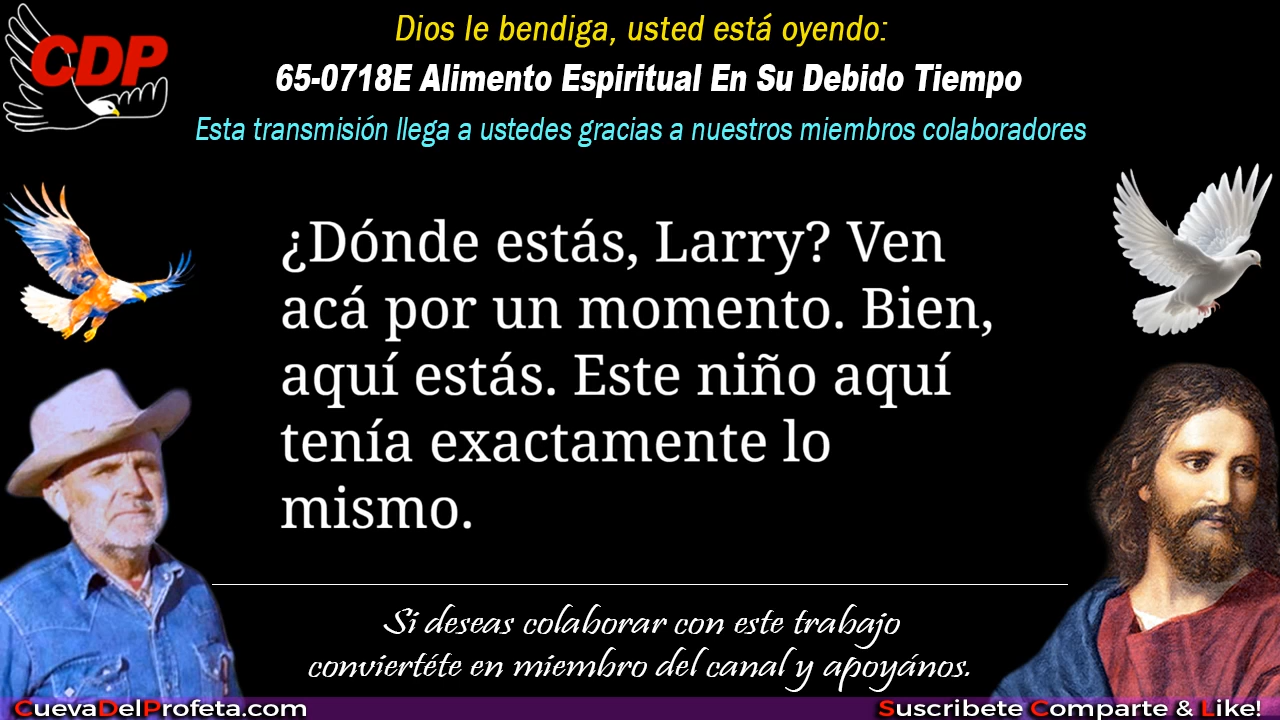 CDP
Dios le bendiga, usted está oyendo:
65-0718E Alimento Espiritual En Su Debido Tiempo
Esta transmisión llega a ustedes gracias a nuestros miembros colaboradores
¿Dónde estás, Larry? Ven
acá por un momento. Bien,
aquí estás. Este niño aquí
tenía exactamente lo
mismo.
Si deseas colaborar con este trabajo
conviertéte en miembro del canal y apoyános.
CuevaDelProfeta.com
Suscribete Comparte & Like!